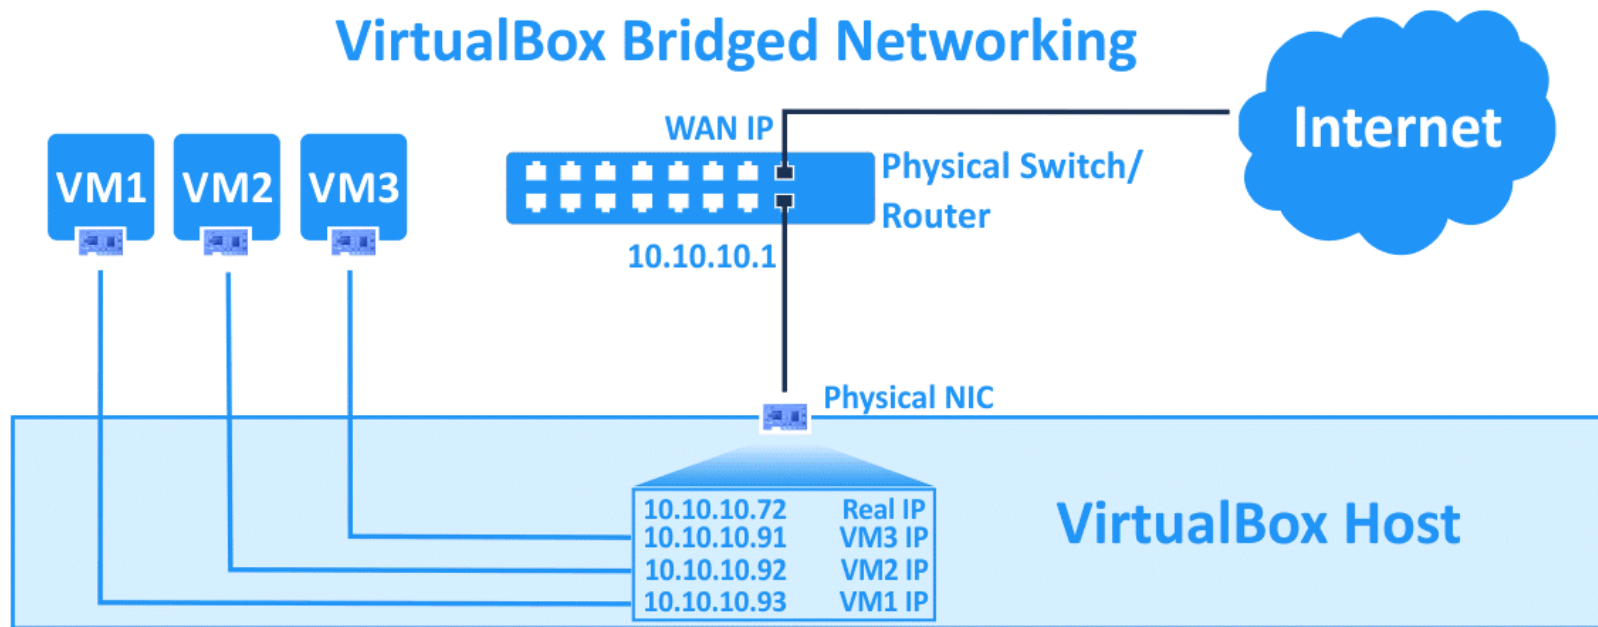 VirtualBox Bridged Networking
WAN IP
Internet
VM1
VM2
VM3
Physical Switch/
Router
10.10.10.1
Physical NIC
10.10.10.72 Real IP
10.10.10.91 VM3 IP
10.10.10.92 VM2 IP
10.10.10.93 VM1 IP
VirtualBox Host